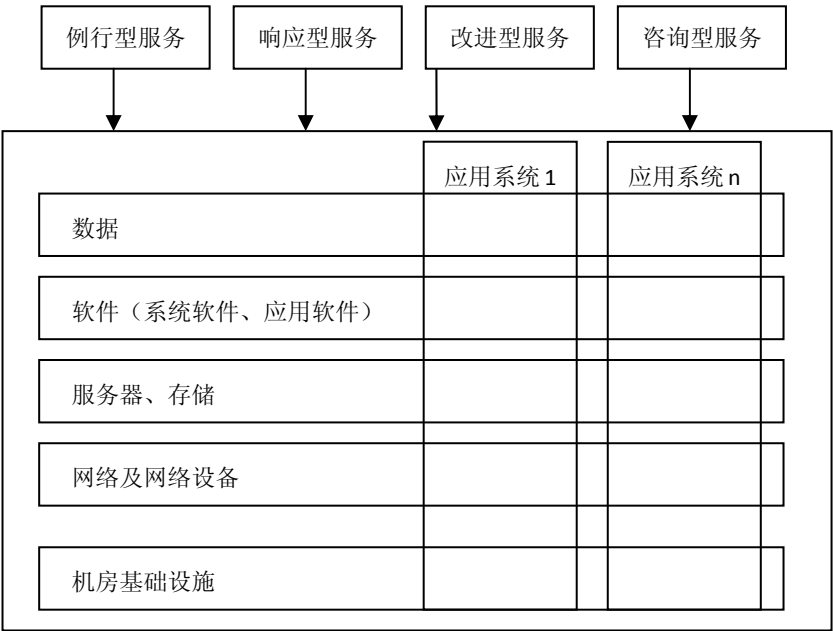 例行型服务
响应型服务
改进型服务
咨询型服务
应用系统1
应用系统n
数据
软件（系统软件、应用软件）
服务器、存储
网络及网络设备
机房基础设施